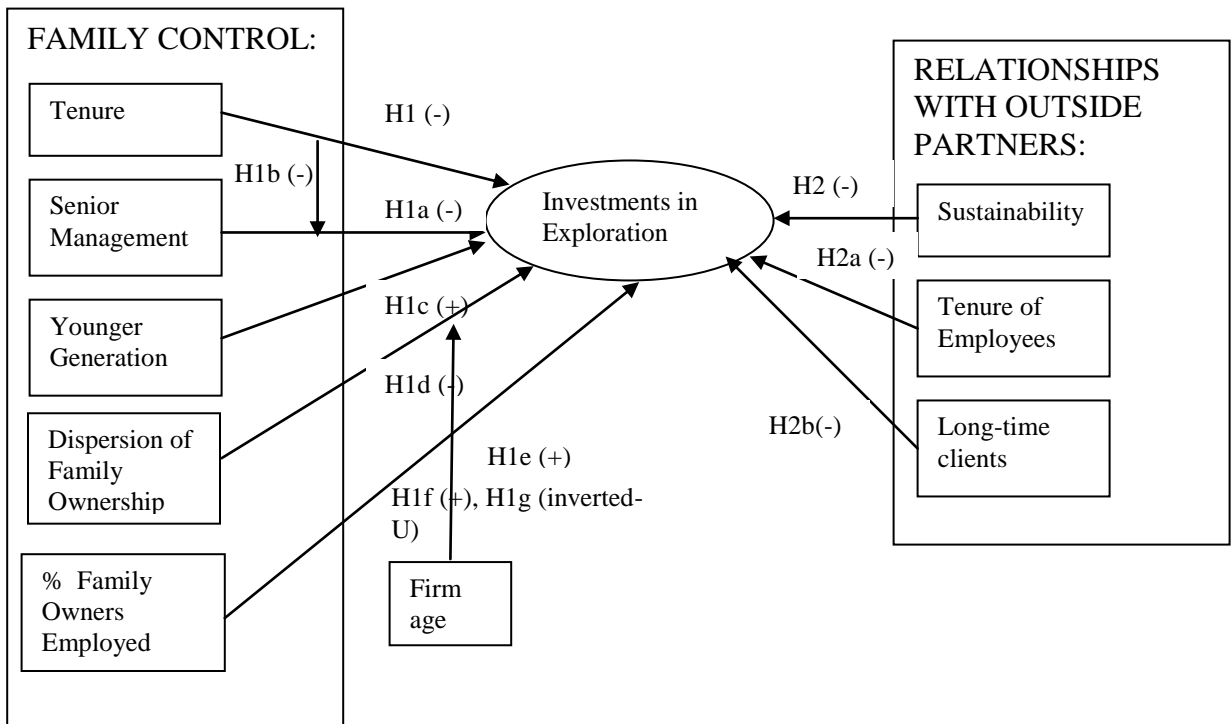 FAMILY CONTROL:
Tenure
Senior
Management
Younger
Generation
Dispersion of
Family
Ownership
% Family
Owners
Employed
H1 (-)
H1b (-)
H1a (-)
H1c (+)
H1d (-)
H1e (+)
H1f (+), H1g (inverted-
U)
Firm
age
Investments in
Exploration
H2 (-)
H2a (-)
H2b(-)
RELATIONSHIPS
WITH OUTSIDE
PARTNERS:
Sustainability
Tenure of
Employees
Long-time
clients